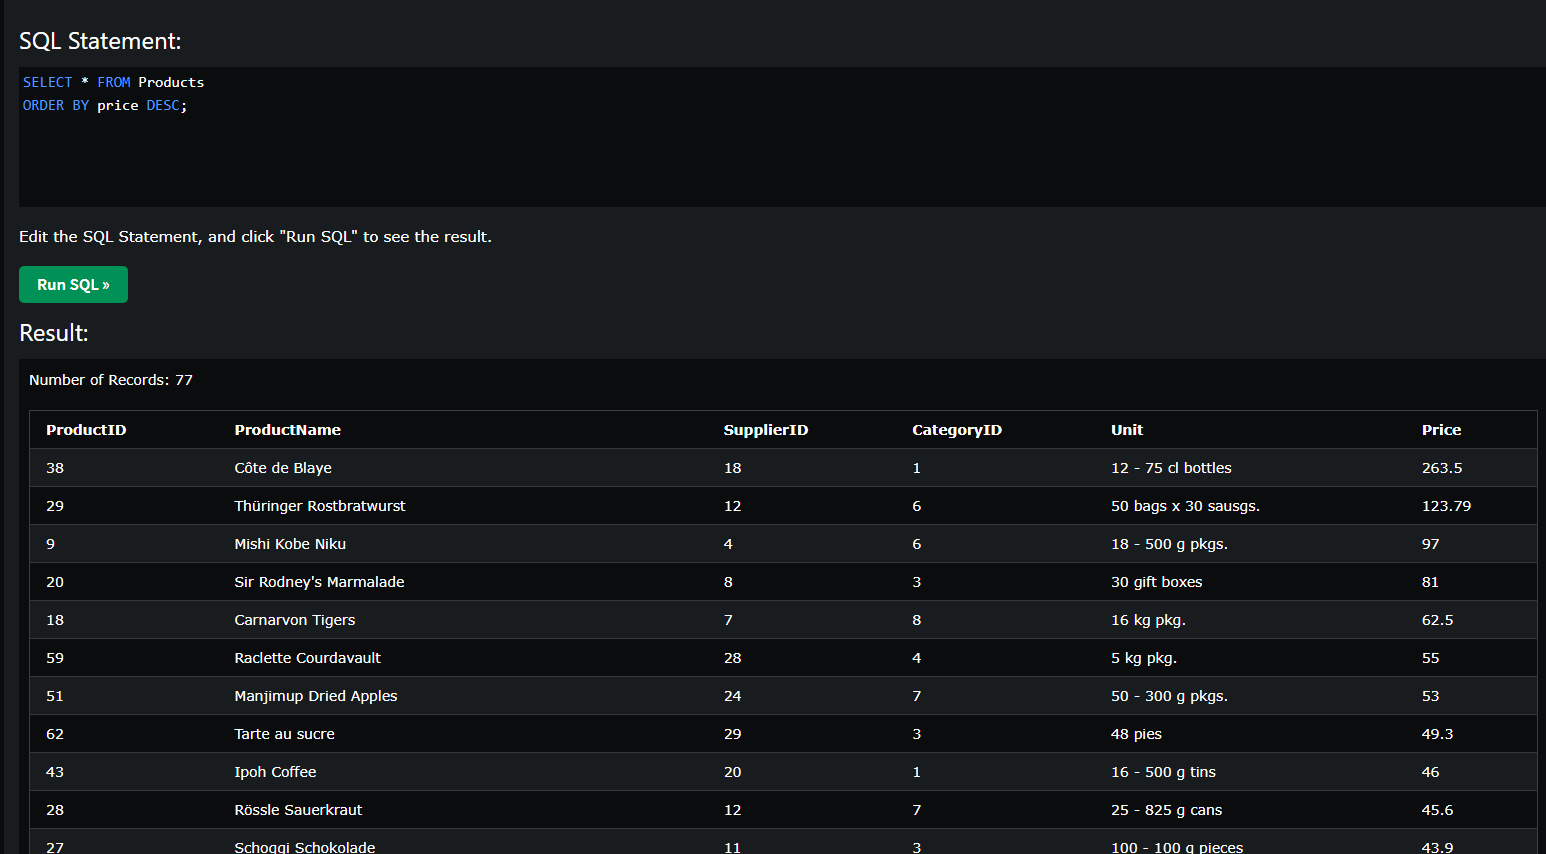 SQL Statement:
SELECT * FROM Products
ORDER BY price DESC;
Edit the SQL Statement, and click "Run SQL" to see the result.
Run SQL »
Result:
Number of Records: 77
ProductID ProductName SupplierID CategoryID Unit Price
38 Côte de Blaye 18 1 12 - 75 cl bottles 263.5
29 Thüringer Rostbratwurst 12 6 50 bags x 30 sausgs. 123.79
9 Mishi Kobe Niku 4 6 18 - 500 g pkgs. 97
20 Sir Rodney's Marmalade 8 3 30 gift boxes 81
18 Carnarvon Tigers 7 8 16 kg pkg. 62.5
59 Raclette Courdavault 28 4 5 kg pkg. 55
51 Manjimup Dried Apples 24 7 50 - 300 g pkgs. 53
62 Tarte au sucre 29 3 48 pies 49.3
43 Ipoh Coffee 20 1 16 - 500 g tins 46
28 Rössle Sauerkraut 12 7 25 - 825 g cans 45.6
27 Schoggi Schokolade 11 3 100 - 100 g pieces 43.9